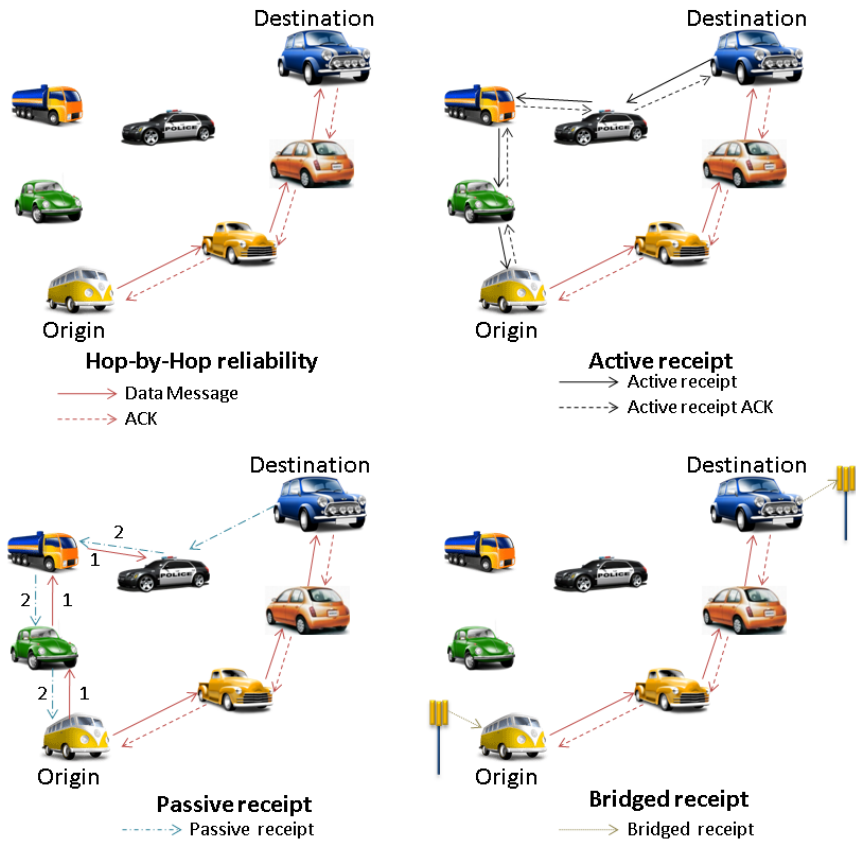 Destination
POLICE
Origin
Hop-by-Hop reliability
Data Message
ACK
Destination
POLICE
Origin
Active receipt
Active receipt
Active receipt ACK
Destination
2
1
POLICE
2 1
2 1
Origin
Passive receipt
Passive receipt
Destination
POLICE
Origin
Bridged receipt
Bridged receipt